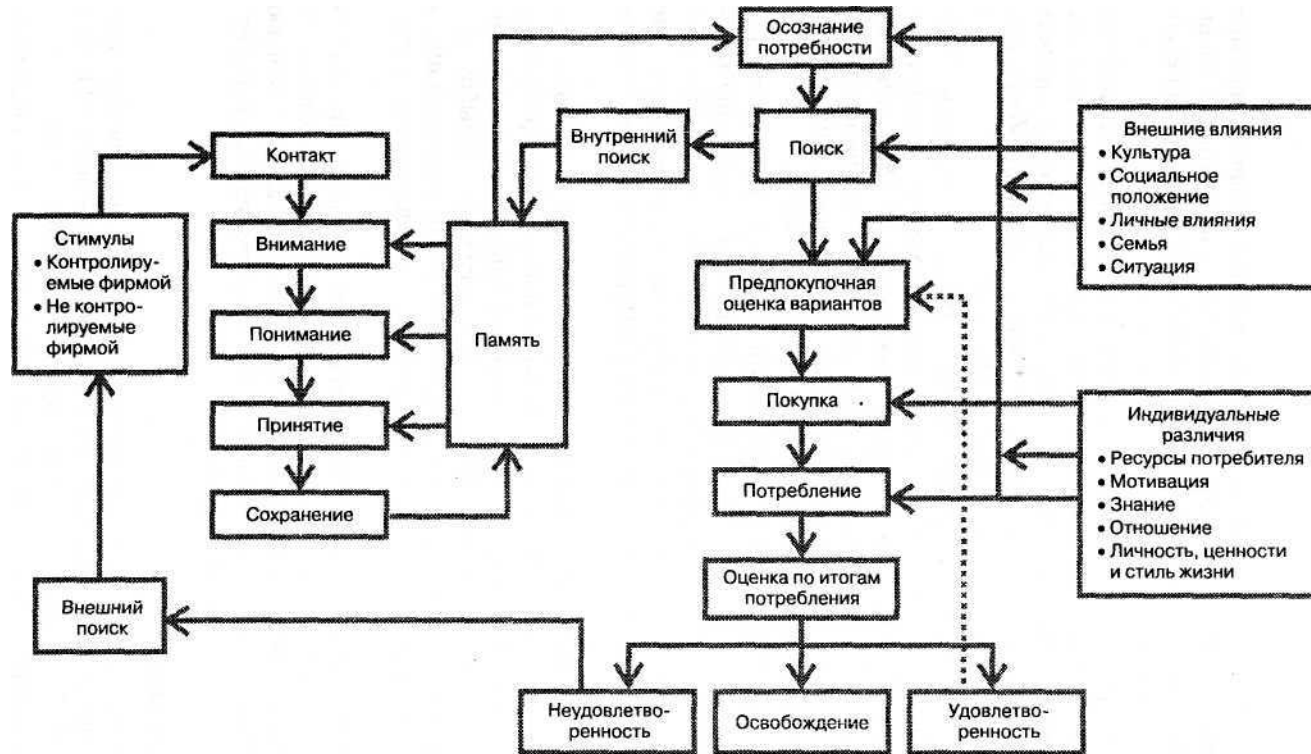 Осознание
потребности
Внутренний
поиск
Поиск
Внешние влияния
• Культура
• Социальное
положение
• Личные влияния
• Семья
• Ситуация
Контакт
Внимание
Понимание
Принятие
Сохранение
Стимулы
• Контролируе-
мые фирмой
• Не контро-
лируемые
фирмой
Память
Предпокупочная
оценка вариантов
Покупка
Потребление
Индивидуальные
различия
• Ресурсы потребителя
• Мотивация
• Знание
• Отношение
• Личность, ценности
и стиль жизни
Оценка по итогам
потребления
Внешний
поиск
Неудовлетво-
ренность
Освобождение
Удовлетво-
ренность